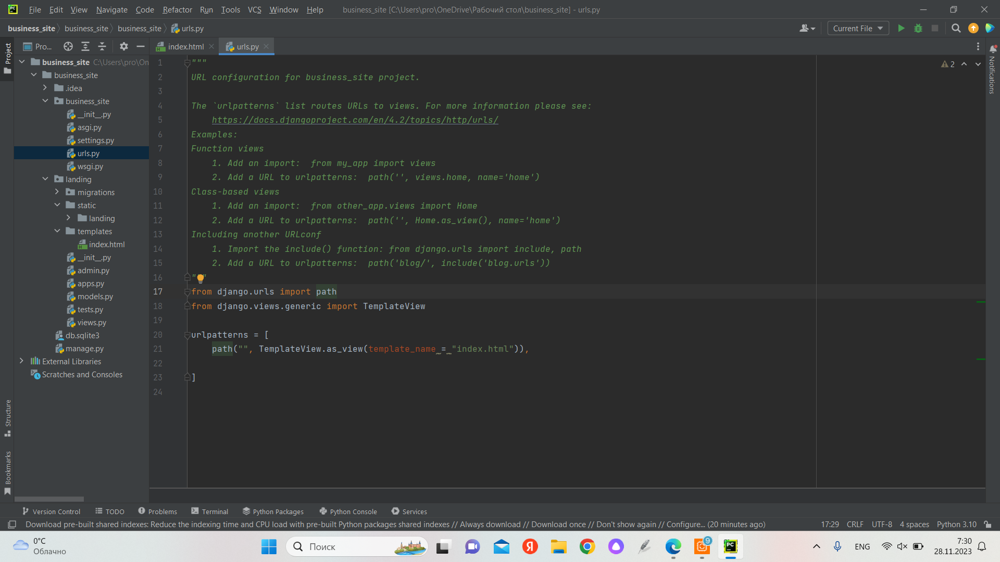 File Edit View Navigate Code Refactor Run Tools VCS Window Help business_site [C:\Users\pro\OneDrive\Рабочий стол\business_site] - urls.py
business_site business_site business_site urls.py Current File
Project
Pro...
index.html
urls.py
business_site C:\Users\pro\On
business_site
.idea
business_site
__init__.py
asgi.py
settings.py
urls.py
wsgi.py
landing
migrations
static
landing
templates
index.html
__init__.py
admin.py
apps.py
models.py
tests.py
views.py
db.sqlite3
manage.py
External Libraries
Scratches and Consoles
Structure
Bookmarks
1 """
2 URL configuration for business_site project.
3
4 The `urlpatterns` list routes URLs to views. For more information please see:
5 https://docs.djangoproject.com/en/4.2/topics/http/urls/
6 Examples:
7 Function views
8 1. Add an import:  from my_app import views
9 2. Add a URL to urlpatterns:  path('', views.home, name='home')
10 Class-based views
11 1. Add an import:  from other_app.views import Home
12 2. Add a URL to urlpatterns:  path('', Home.as_view(), name='home')
13 Including another URLconf
14 1. Import the include() function: from django.urls import include, path
15 2. Add a URL to urlpatterns:  path('blog/', include('blog.urls'))
16 """
17 from django.urls import path
18 from django.views.generic import TemplateView
19
20 urlpatterns = [
21 path("", TemplateView.as_view(template_name = "index.html")),
22
23 ]
24
2
Notifications
Version Control TODO Problems Terminal Python Packages Python Console Services
Download pre-built shared indexes: Reduce the indexing time and CPU load with pre-built Python packages shared indexes // Always download // Download once // Don't show again // Configure... (20 minutes ago) 17:29 CRLF UTF-8 4 spaces Python 3.10
0°C
Облачно
Поиск
Я
9
PC
ENG
7:30
28.11.2023